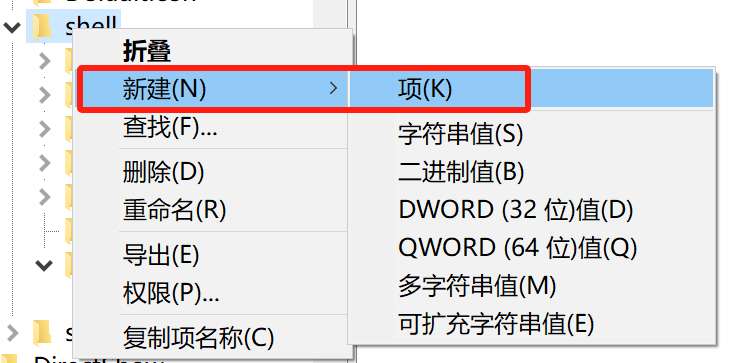 shell
折叠
新建(N)
项(K)
查找(F)...
字符串值(S)
二进制值(B)
删除(D)
重命名(R)
DWORD (32 位)值(D)
QWORD (64 位)值(Q)
导出(E)
多字符串值(M)
权限(P)...
可扩充字符串值(E)
复制项名称(C)